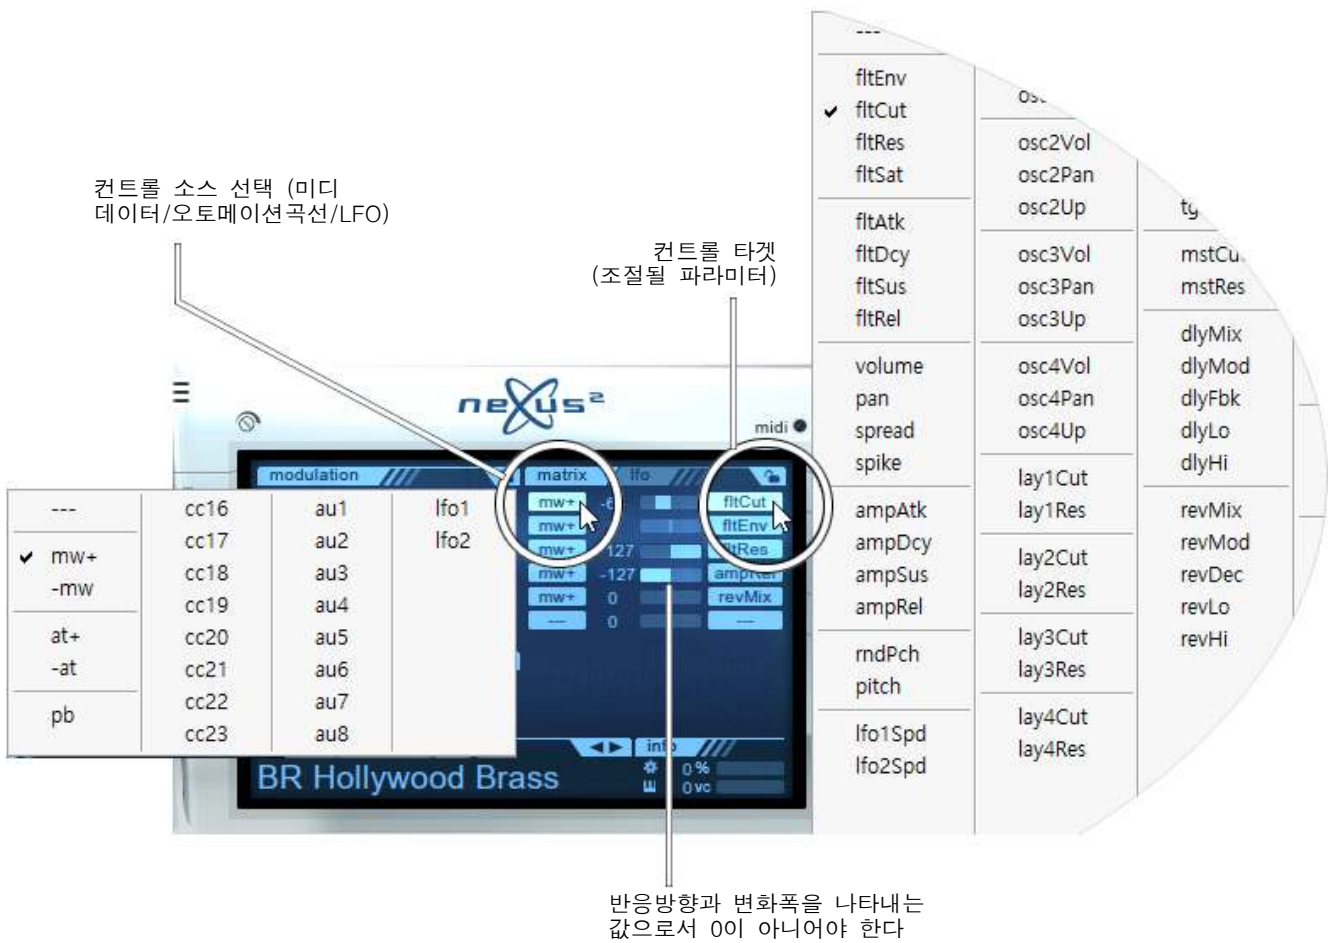 컨트롤 소스 선택 (미디
데이터/오토메이션곡선/LFO)
컨트롤 타겟
(조절될 파라미터)
neXus²
midi
modulation
matrix
lfo
mw+
fltCut
mw+
fltEnv
mw+ 127
fltRes
mw+ -127
ampRel
mw+ 0 revMix
--- 0 ---
info
0 %
0 vc
BR Hollywood Brass
---
✔ mw+
-mw
at+
-at
pb
cc16
cc17
cc18
cc19
cc20
cc21
cc22
cc23
au1
au2
au3
au4
au5
au6
au7
au8
lfo1
lfo2
---
fltEnv
✔ fltCut
fltRes
fltSat
fltAtk
fltDcy
fltSus
fltRel
volume
pan
spread
spike
ampAtk
ampDcy
ampSus
ampRel
rndPch
pitch
lfo1Spd
lfo2Spd
osc2Vol
osc2Pan
osc2Up
osc3Vol
osc3Pan
osc3Up
osc4Vol
osc4Pan
osc4Up
lay1Cut
lay1Res
lay2Cut
lay2Res
lay3Cut
lay3Res
lay4Cut
lay4Res
mstCu
mstRes
dlyMix
dlyMod
dlyFbk
dlyLo
dlyHi
revMix
revMod
revDec
revLo
revHi
반응방향과 변화폭을 나타내는
값으로서 0이 아니어야 한다